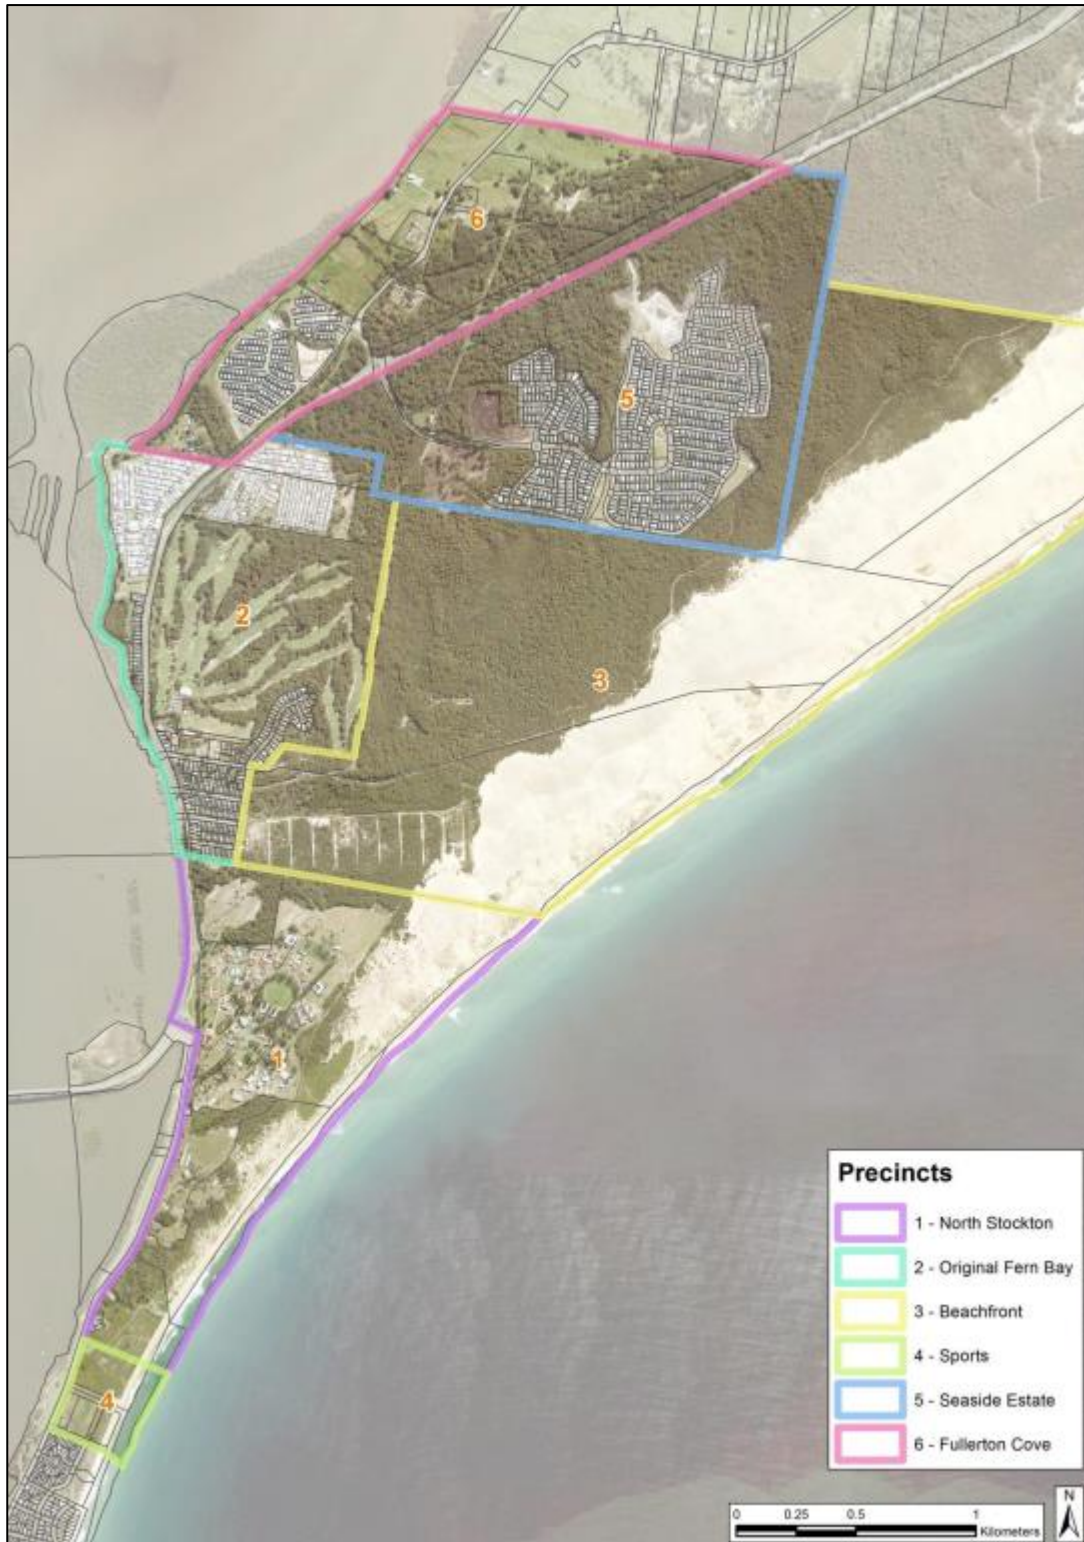 6
5
2
3
1
4
Precincts
1 - North Stockton
2 - Original Fern Bay
3 - Beachfront
4 - Sports
5 - Seaside Estate
6 - Fullerton Cove
N
0 0.25 0.5 1
Kilometers